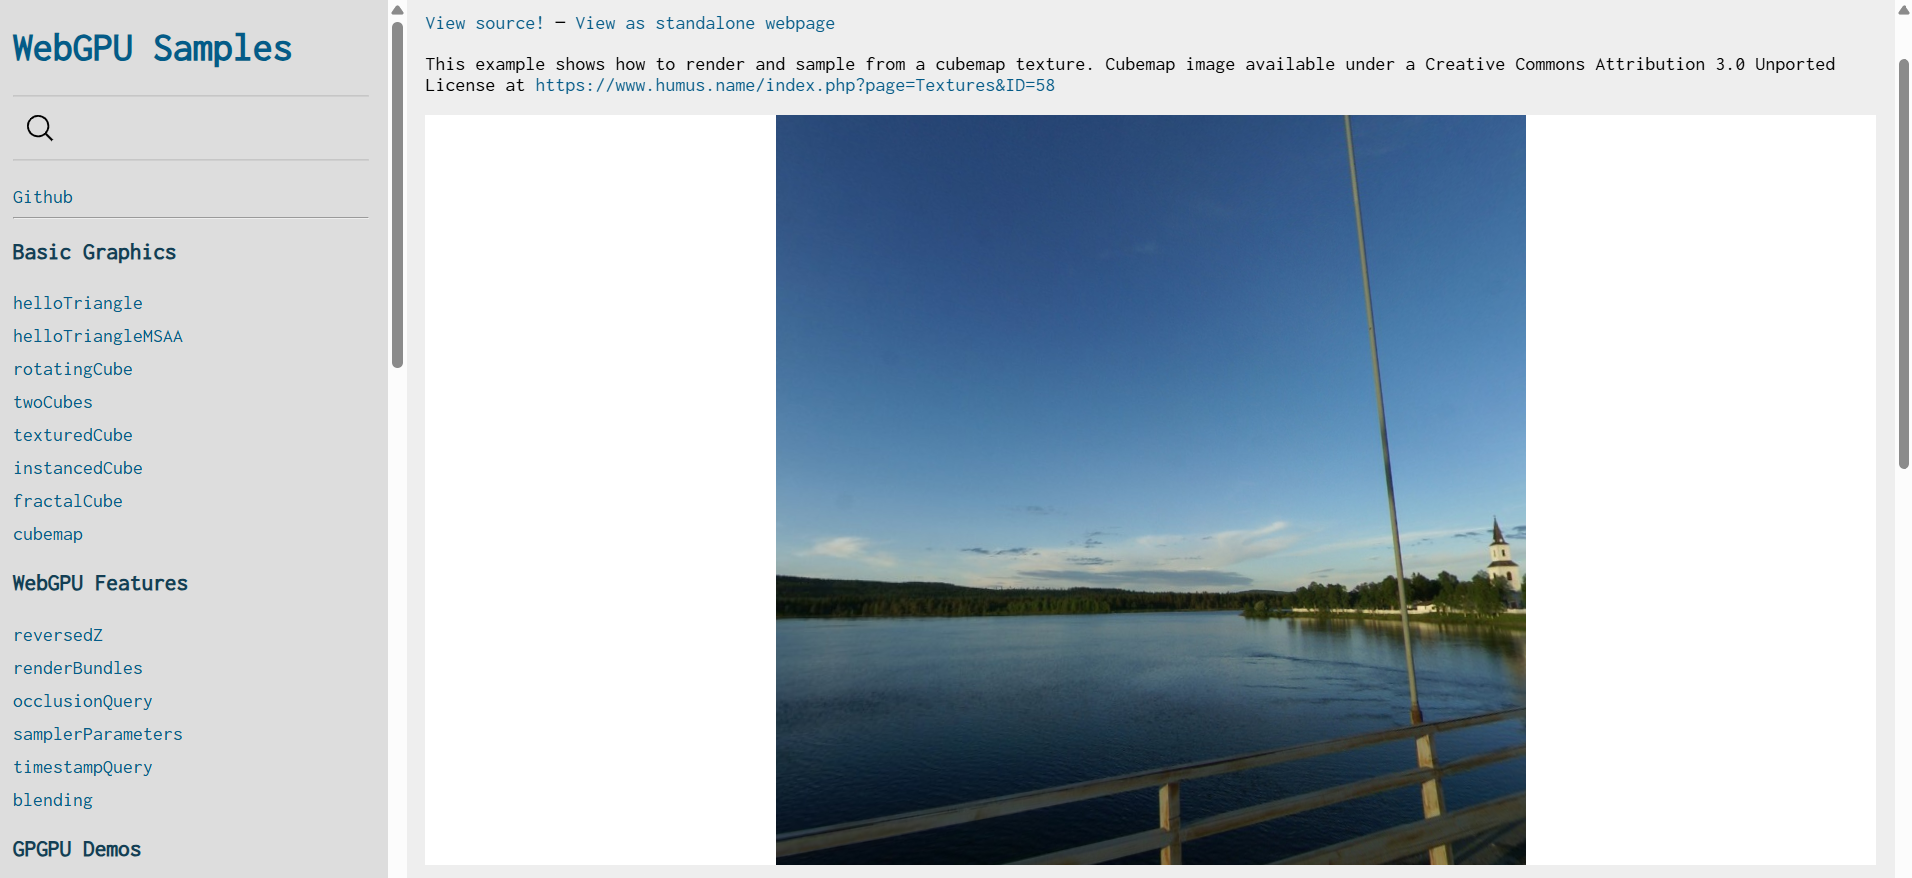 WebGPU Samples
Github
Basic Graphics
helloTriangle
helloTriangleMSAA
rotatingCube
twoCubes
texturedCube
instancedCube
fractalCube
cubemap
WebGPU Features
reversedZ
renderBundles
occlusionQuery
samplerParameters
timestampQuery
blending
GPGPU Demos
View source! — View as standalone webpage
This example shows how to render and sample from a cubemap texture. Cubemap image available under a Creative Commons Attribution 3.0 Unported
License at https://www.humus.name/index.php?page=Textures&ID=58